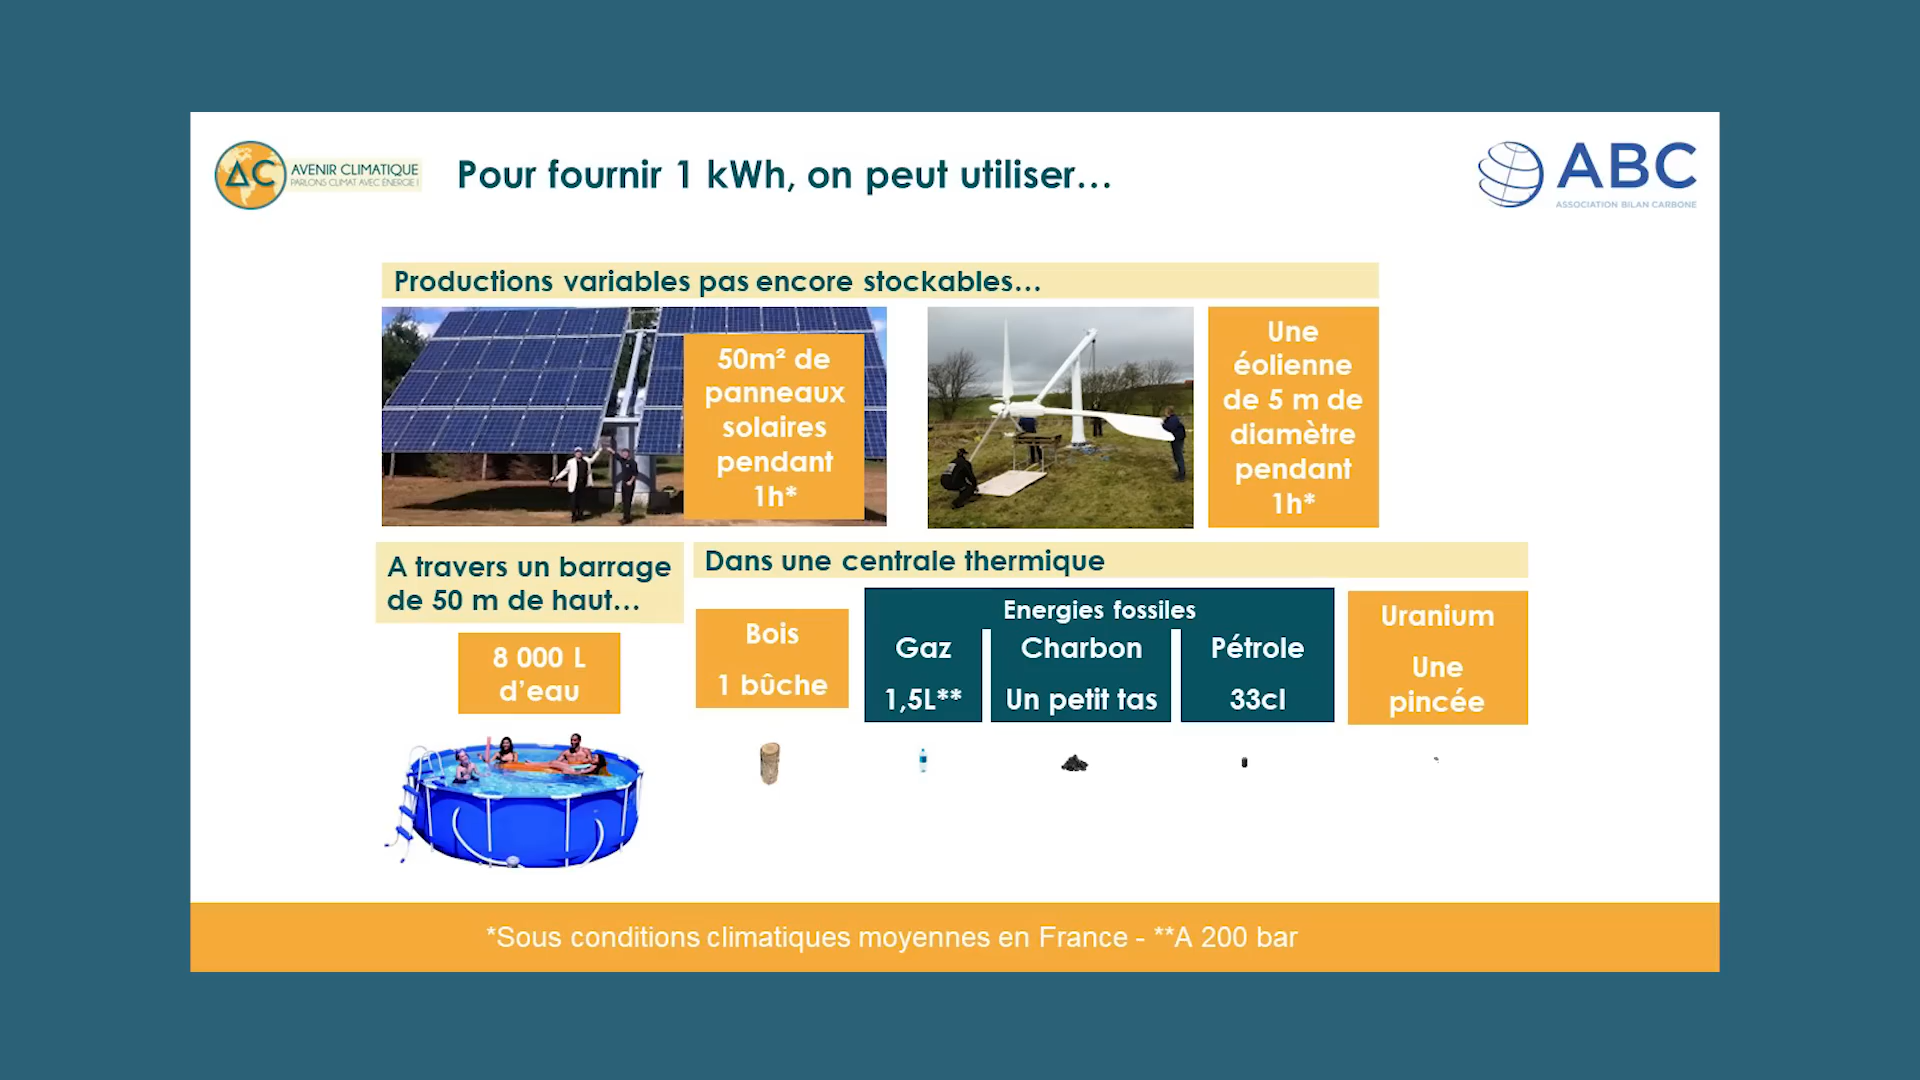 AC
AVENIR CLIMATIQUE
PARLONS CLIMAT AVEC ÉNERGIE !
Pour fournir 1 kWh, on peut utiliser…
ABC
ASSOCIATION BILAN CARBONE
Productions variables pas encore stockables…
50m² de
panneaux
solaires
pendant
1h*
Une
éolienne
de 5 m de
diamètre
pendant
1h*
A travers un barrage
de 50 m de haut…
8 000 L
d’eau
Dans une centrale thermique
Bois
1 bûche
Energies fossiles
Gaz
1,5L**
Charbon
Un petit tas
Pétrole
33cl
Uranium
Une
pincée
*Sous conditions climatiques moyennes en France - **A 200 bar